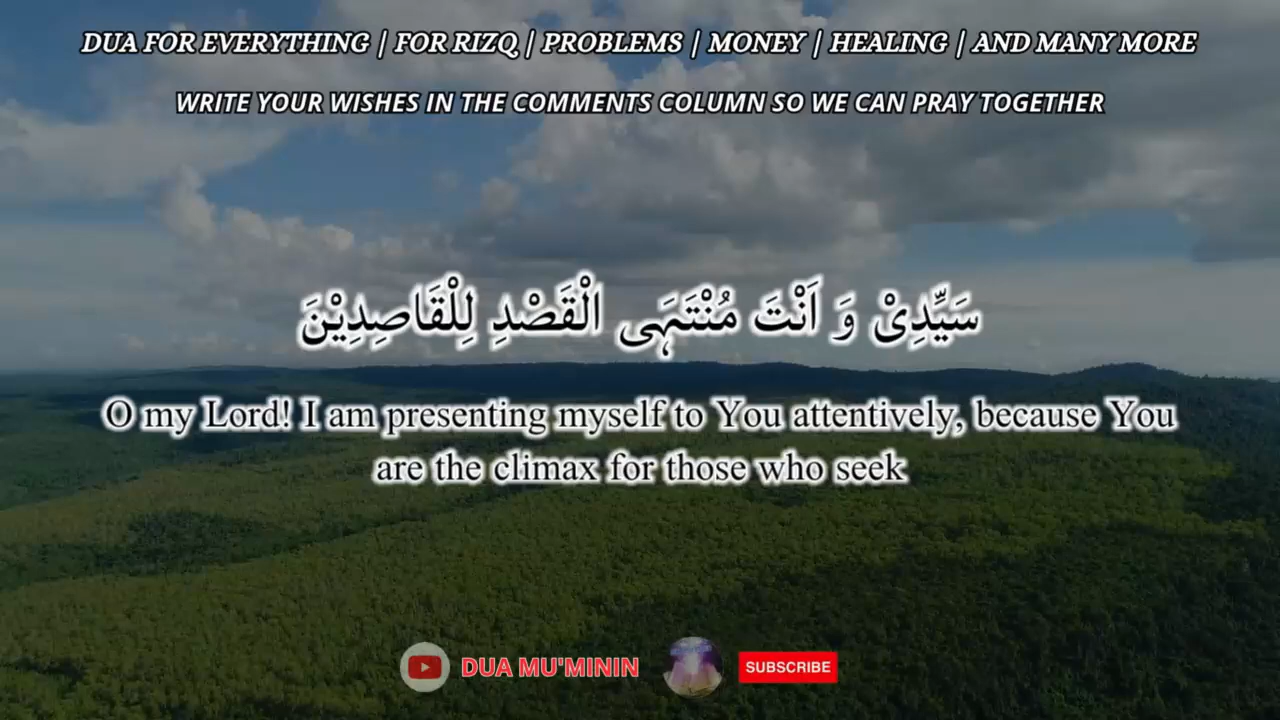 DUA FOR EVERYTHING | FOR RIZQ | PROBLEMS | MONEY | HEALING | AND MANY MORE
WRITE YOUR WISHES IN THE COMMENTS COLUMN SO WE CAN PRAY TOGETHER
سَيِّدِىْ وَ اَنْتَ مُنْتَهَى الْقَصْدِ لِلْقَاصِدِيْنَ
O my Lord! I am presenting myself to You attentively, because You
are the climax for those who seek
DUA MU'MININ
SUBSCRIBE